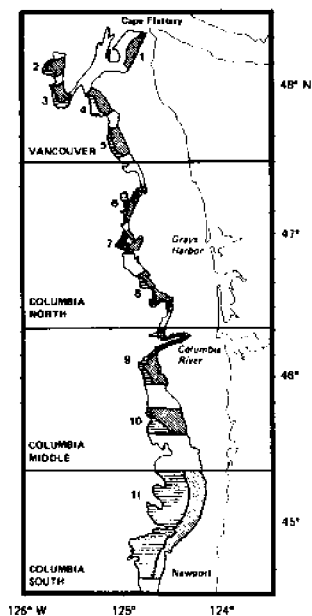 Cape Flattery
1
2
48° N
3
4
5
VANCOUVER
6
47°
Grays
Harbor
7
8
COLUMBIA
NORTH
Columbia
River
9
46°
10
COLUMBIA
MIDDLE
11
45°
COLUMBIA
SOUTH
Newport
126° W
125°
124°